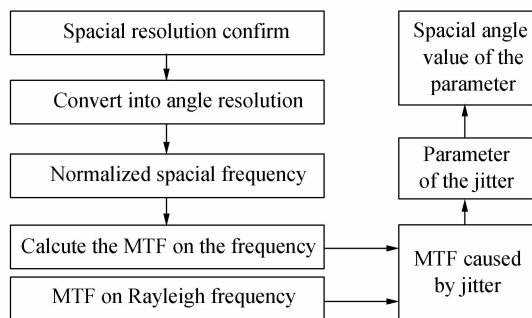 Spacial resolution confirm
Convert into angle resolution
Normalized spacial frequency
Calcute the MTF on the frequency
MTF on Rayleigh frequency
Spacial angle
value of the
parameter
Parameter
of the jitter
MTF caused
by jitter